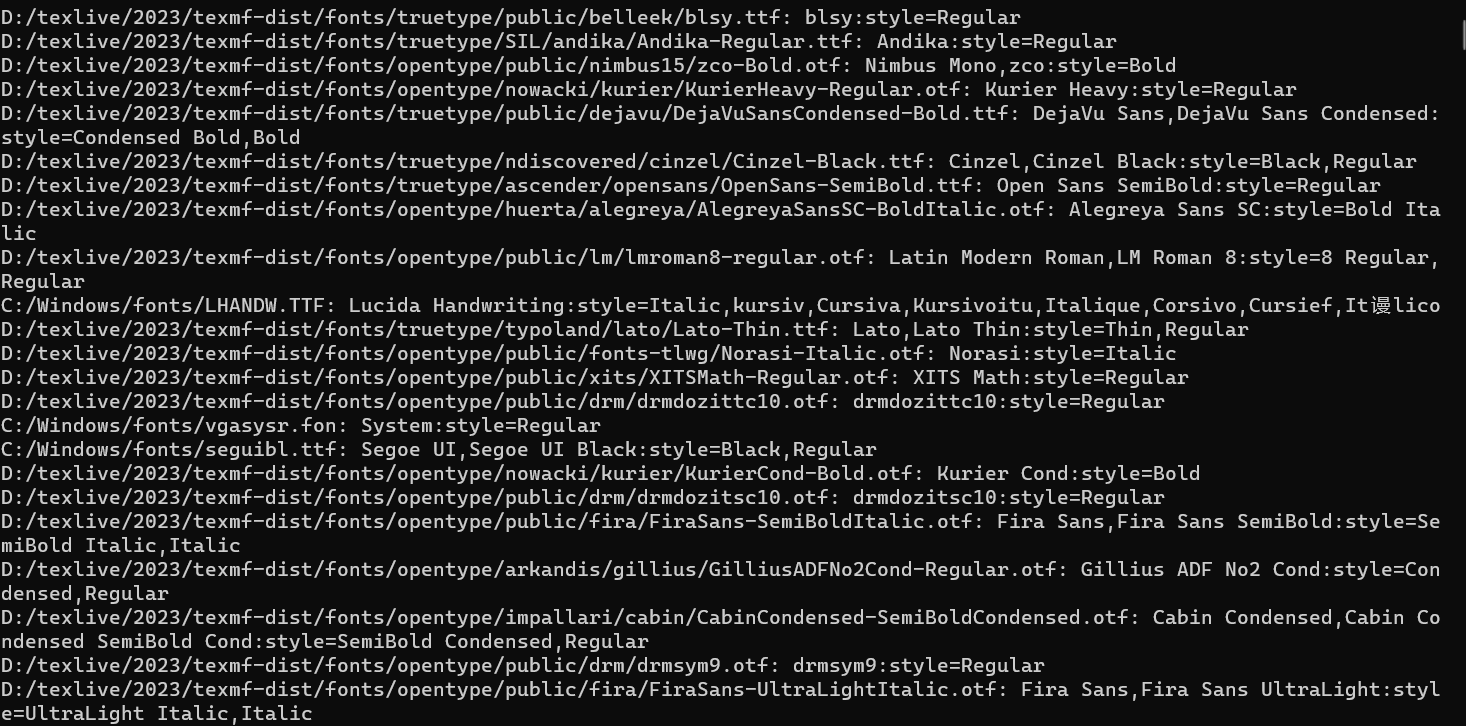 D:/texlive/2023/texmf-dist/fonts/truetype/public/belleek/blsy.ttf: blsy:style=Regular
D:/texlive/2023/texmf-dist/fonts/truetype/SIL/andika/Andika-Regular.ttf: Andika:style=Regular
D:/texlive/2023/texmf-dist/fonts/opentype/public/nimbus15/zco-Bold.otf: Nimbus Mono,zco:style=Bold
D:/texlive/2023/texmf-dist/fonts/opentype/nowacki/kurier/KurierHeavy-Regular.otf: Kurier Heavy:style=Regular
D:/texlive/2023/texmf-dist/fonts/truetype/public/dejavu/DejaVuSansCondensed-Bold.ttf: DejaVu Sans,DejaVu Sans Condensed:
style=Condensed Bold,Bold
D:/texlive/2023/texmf-dist/fonts/truetype/ndiscovered/cinzel/Cinzel-Black.ttf: Cinzel,Cinzel Black:style=Black,Regular
D:/texlive/2023/texmf-dist/fonts/truetype/ascender/opensans/OpenSans-SemiBold.ttf: Open Sans SemiBold:style=Regular
D:/texlive/2023/texmf-dist/fonts/opentype/huerta/alegreya/AlegreyaSansSC-BoldItalic.otf: Alegreya Sans SC:style=Bold Ita
lic
D:/texlive/2023/texmf-dist/fonts/opentype/public/lm/lmroman8-regular.otf: Latin Modern Roman,LM Roman 8:style=8 Regular,
Regular
C:/Windows/fonts/LHANDW.TTF: Lucida Handwriting:style=Italic,kursiv,Cursiva,Kursivoitu,Italique,Corsivo,Cursief,It谩lico
D:/texlive/2023/texmf-dist/fonts/truetype/typoland/lato/Lato-Thin.ttf: Lato,Lato Thin:style=Thin,Regular
D:/texlive/2023/texmf-dist/fonts/opentype/public/fonts-tlwg/Norasi-Italic.otf: Norasi:style=Italic
D:/texlive/2023/texmf-dist/fonts/opentype/public/xits/XITSMath-Regular.otf: XITS Math:style=Regular
D:/texlive/2023/texmf-dist/fonts/opentype/public/drm/drmdozittc10.otf: drmdozittc10:style=Regular
C:/Windows/fonts/vgasysr.fon: System:style=Regular
C:/Windows/fonts/seguibl.ttf: Segoe UI,Segoe UI Black:style=Black,Regular
D:/texlive/2023/texmf-dist/fonts/opentype/nowacki/kurier/KurierCond-Bold.otf: Kurier Cond:style=Bold
D:/texlive/2023/texmf-dist/fonts/opentype/public/drm/drmdozitsc10.otf: drmdozitsc10:style=Regular
D:/texlive/2023/texmf-dist/fonts/opentype/public/fira/FiraSans-SemiBoldItalic.otf: Fira Sans,Fira Sans SemiBold:style=Se
miBold Italic,Italic
D:/texlive/2023/texmf-dist/fonts/opentype/arkandis/gillius/GilliusADFNo2Cond-Regular.otf: Gillius ADF No2 Cond:style=Con
densed,Regular
D:/texlive/2023/texmf-dist/fonts/opentype/impallari/cabin/CabinCondensed-SemiBoldCondensed.otf: Cabin Condensed,Cabin Co
ndensed SemiBold Cond:style=SemiBold Condensed,Regular
D:/texlive/2023/texmf-dist/fonts/opentype/public/drm/drmsym9.otf: drmsym9:style=Regular
D:/texlive/2023/texmf-dist/fonts/opentype/public/fira/FiraSans-UltraLightItalic.otf: Fira Sans,Fira Sans UltraLight:styl
e=UltraLight Italic,Italic